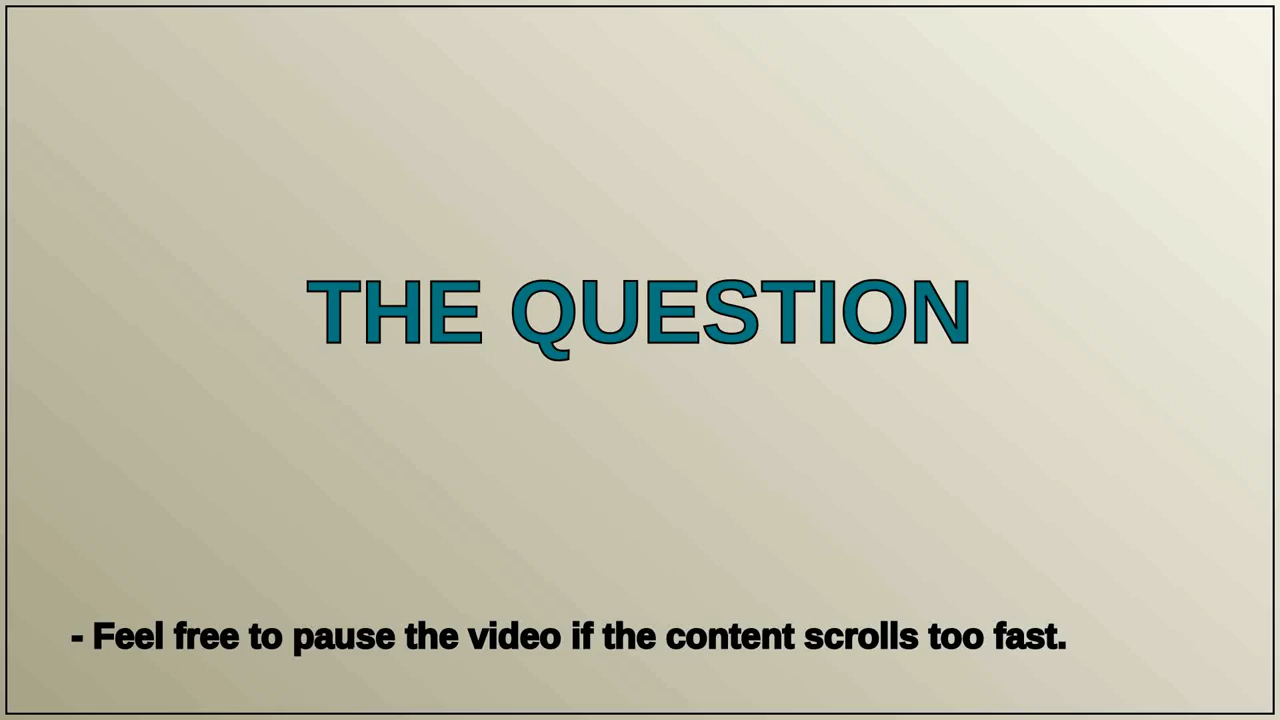 THE QUESTION
- Feel free to pause the video if the content scrolls too fast.